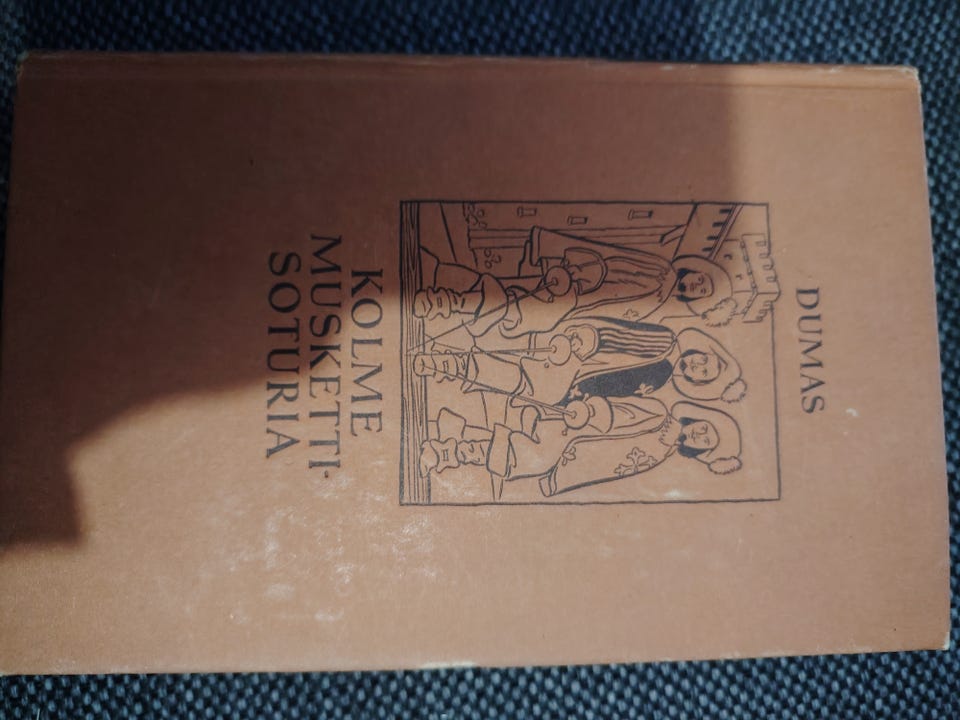 DUMAS
KOLME
MUSKETTI-
SOTURIA